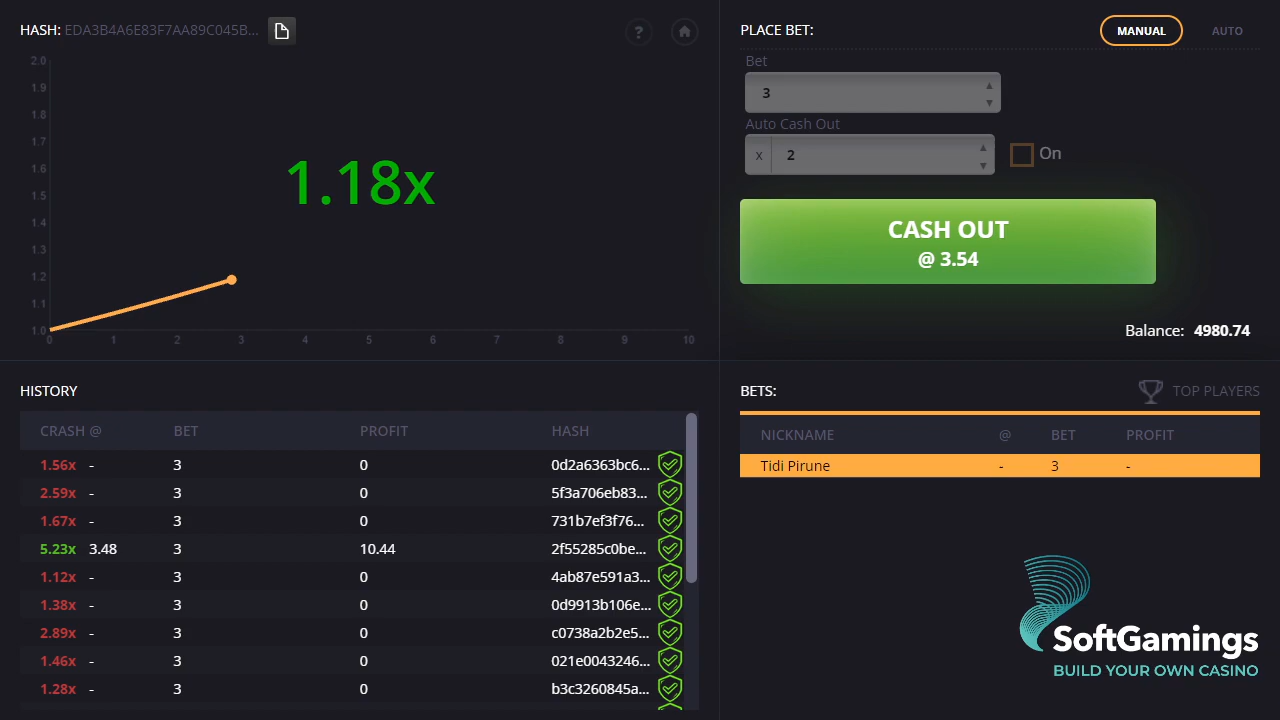 HASH: EDA3B4A6E83F7AA89C045B...
?
2.0
1.9
1.8
1.7
1.6
1.5
1.4
1.3
1.2
1.1
1.0
1.18x
0 1 2 3 4 5 6 7 8 9 10
PLACE BET:
MANUAL
AUTO
Bet
3
Auto Cash Out
x 2
On
CASH OUT
@ 3.54
Balance: 4980.74
HISTORY
CRASH @ BET PROFIT HASH
1.56x - 3 0 0d2a6363bc6...
2.59x - 3 0 5f3a706eb83...
1.67x - 3 0 731b7ef3f76...
5.23x 3.48 3 10.44 2f55285c0be...
1.12x - 3 0 4ab87e591a3...
1.38x - 3 0 0d9913b106e...
2.89x - 3 0 c0738a2b2e5...
1.46x - 3 0 021e0043246...
1.28x - 3 0 b3c3260845a...
BETS:
TOP PLAYERS
NICKNAME @ BET PROFIT
Tidi Pirune - 3 -
SoftGamings
BUILD YOUR OWN CASINO